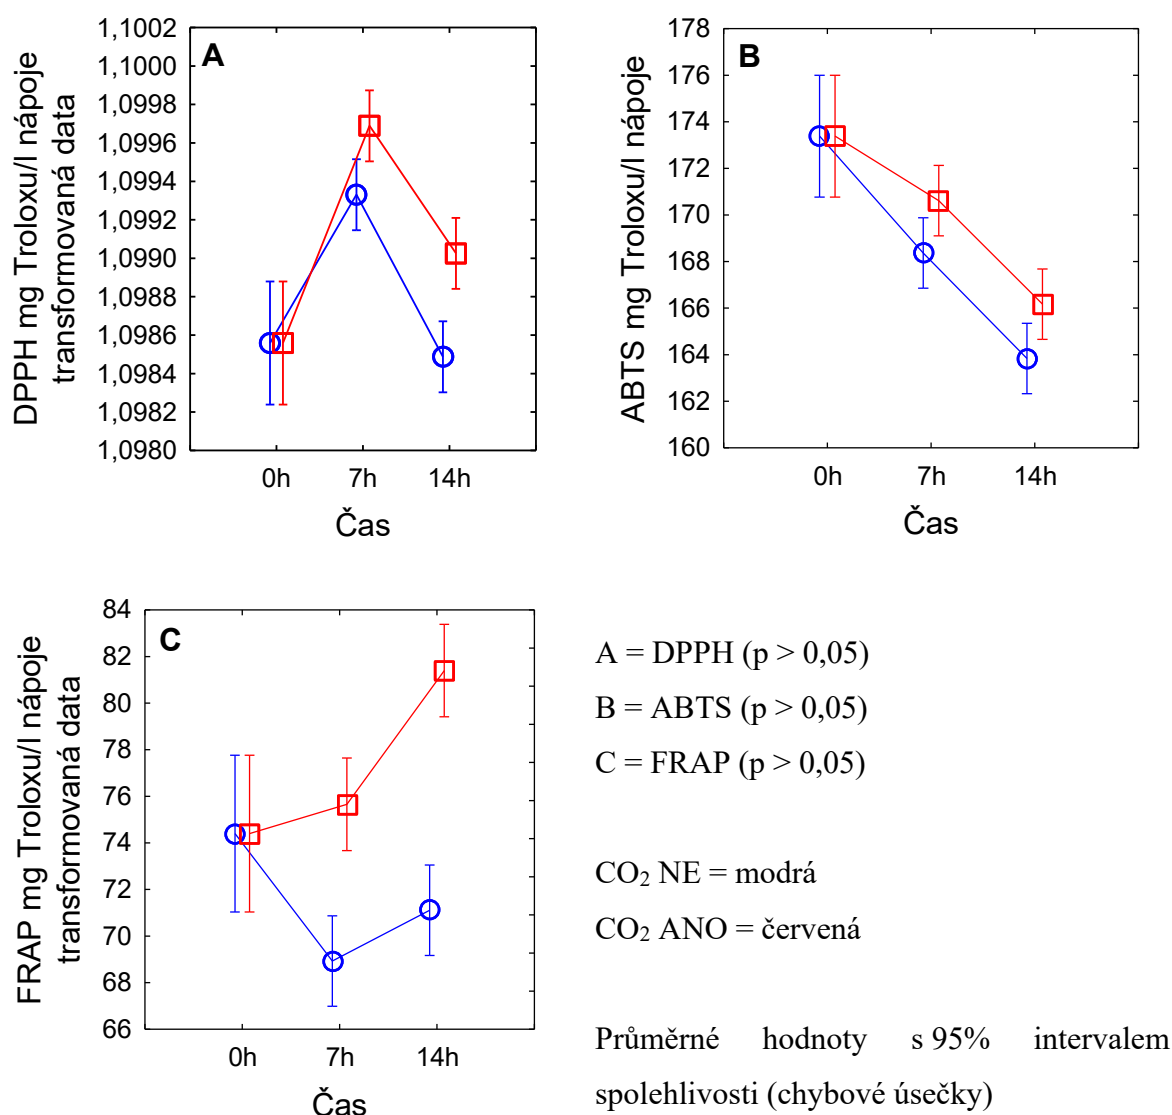 A
DPPH mg Troloxu/l nápoje
transformovaná data
1,1002
1,1000
1,0998
1,0996
1,0994
1,0992
1,0990
1,0988
1,0986
1,0984
1,0982
1,0980
0h 7h 14h
Čas
B
ABTS mg Troloxu/l nápoje
178
176
174
172
170
168
166
164
162
160
0h 7h 14h
Čas
C
FRAP mg Troloxu/l nápoje
transformovaná data
84
82
80
78
76
74
72
70
68
66
0h 7h 14h
Čas
A = DPPH (p > 0,05)
B = ABTS (p > 0,05)
C = FRAP (p > 0,05)
CO₂ NE = modrá
CO₂ ANO = červená
Průměrné hodnoty s 95% intervalem
spolehlivosti (chybové úsečky)